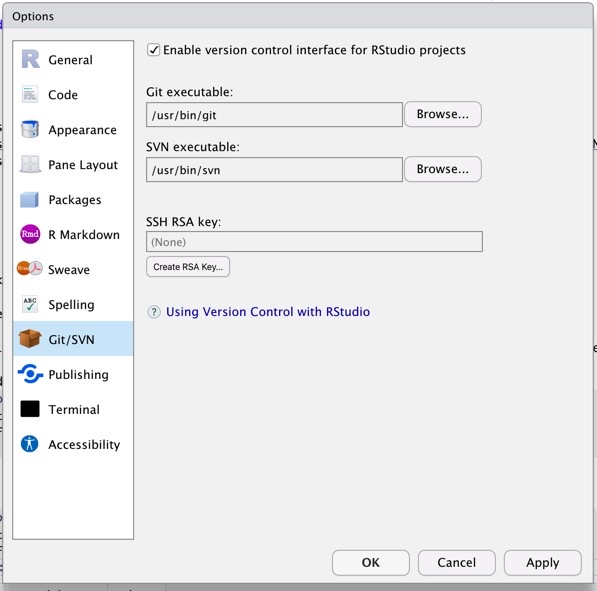 Options
General
Code
Appearance
Pane Layout
Packages
Rmd R Markdown
Sweave
ABC Spelling
Git/SVN
Publishing
Terminal
Accessibility
Enable version control interface for RStudio projects
Git executable:
/usr/bin/git Browse...
SVN executable:
/usr/bin/svn Browse...
SSH RSA key:
(None)
Create RSA Key...
? Using Version Control with RStudio
OK Cancel Apply